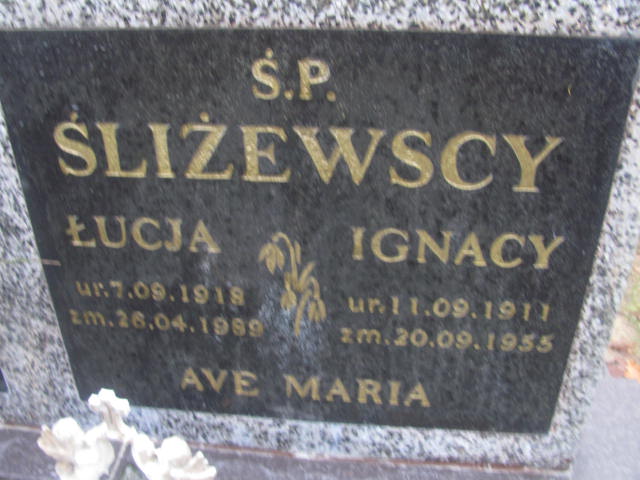 Ś.P.
ŚLIŻEWSCY
ŁUCJA IGNACY
ur.7.09.1918 ur.11.09.1911
zm.26.04.1989 zm.20.09.1955
AVE MARIA